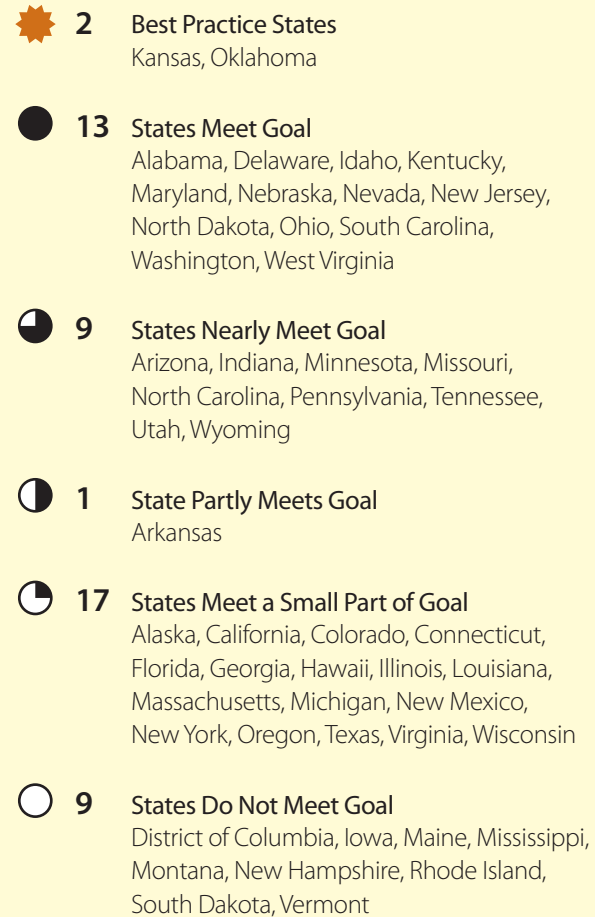 2 Best Practice States
Kansas, Oklahoma
13 States Meet Goal
Alabama, Delaware, Idaho, Kentucky,
Maryland, Nebraska, Nevada, New Jersey,
North Dakota, Ohio, South Carolina,
Washington, West Virginia
9 States Nearly Meet Goal
Arizona, Indiana, Minnesota, Missouri,
North Carolina, Pennsylvania, Tennessee,
Utah, Wyoming
1 State Partly Meets Goal
Arkansas
17 States Meet a Small Part of Goal
Alaska, California, Colorado, Connecticut,
Florida, Georgia, Hawaii, Illinois, Louisiana,
Massachusetts, Michigan, New Mexico,
New York, Oregon, Texas, Virginia, Wisconsin
9 States Do Not Meet Goal
District of Columbia, Iowa, Maine, Mississippi,
Montana, New Hampshire, Rhode Island,
South Dakota, Vermont